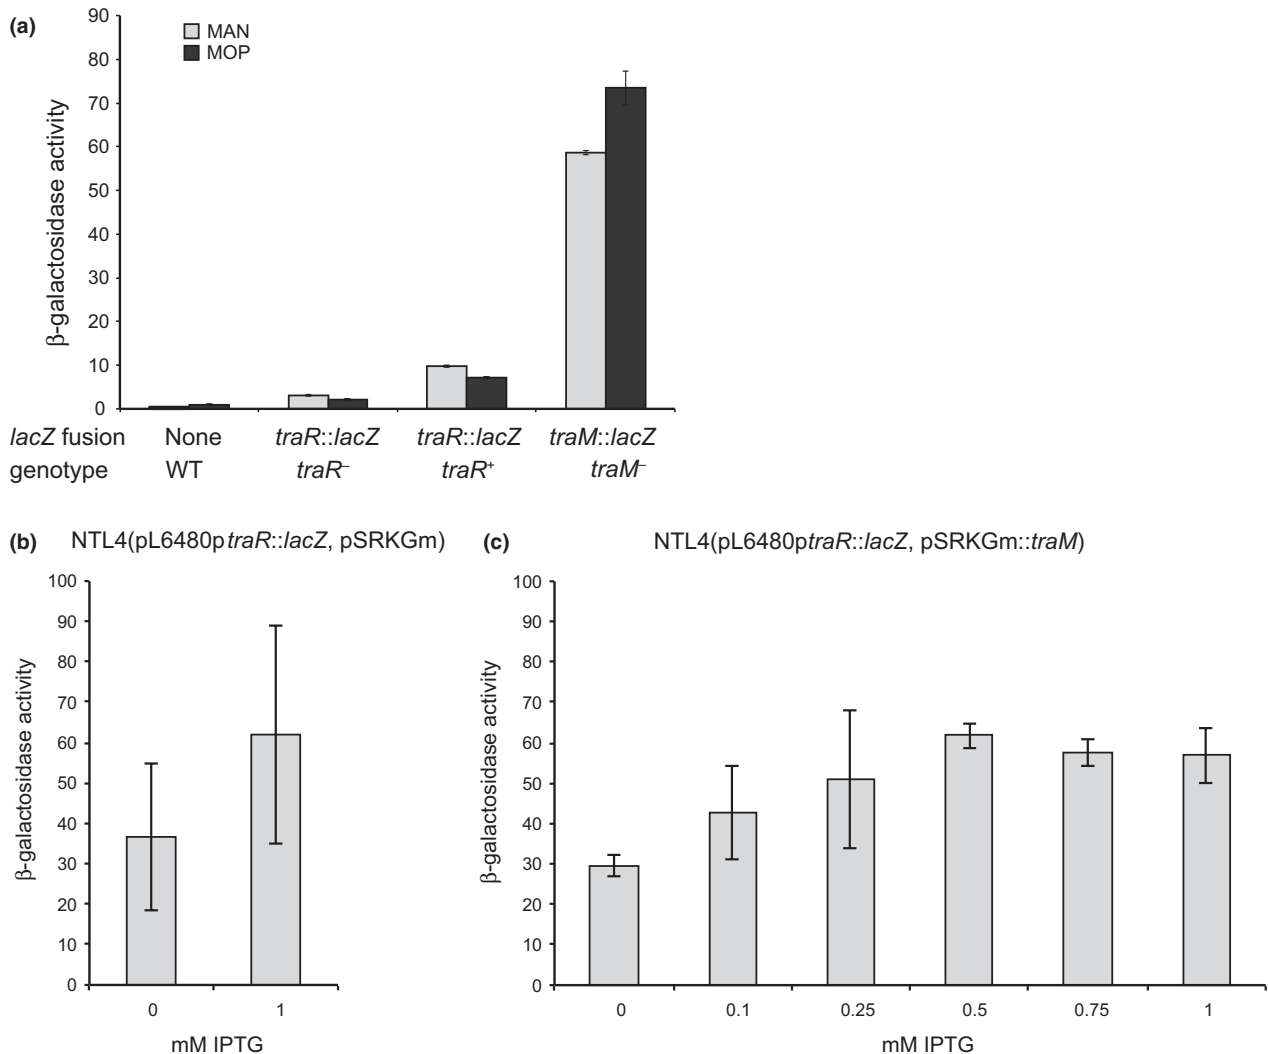 (a)
90
80
70
60
50
40
30
20
10
0
β-galactosidase activity
MAN
MOP
lacZ fusion None traR::lacZ traR::lacZ traM::lacZ
genotype WT traR⁻ traR⁺ traM⁻
(b) NTL4(pL6480ptraR::lacZ, pSRKGm)
100
90
80
70
60
50
40
30
20
10
0
β-galactosidase activity
0 1
mM IPTG
(c) NTL4(pL6480ptraR::lacZ, pSRKGm::traM)
100
90
80
70
60
50
40
30
20
10
0
β-galactosidase activity
0 0.1 0.25 0.5 0.75 1
mM IPTG